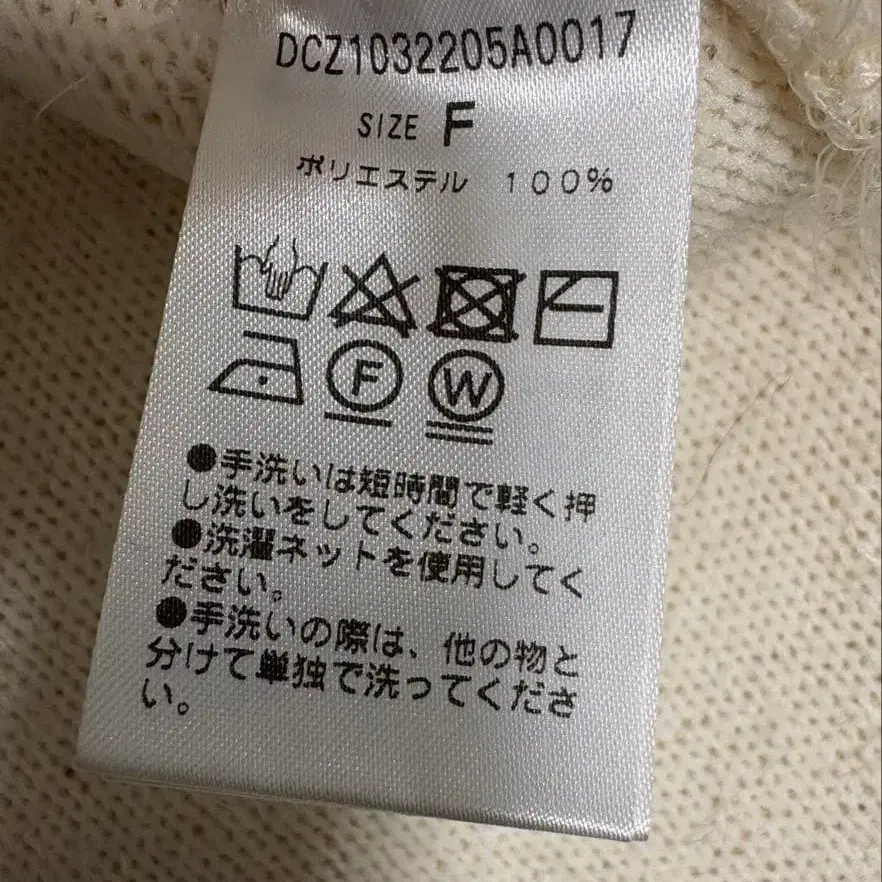 DCZ1032205A0017
SIZE F
ポリエステル 100%
F W
●手洗いは短時間で軽く押
し洗いをしてください。
●洗濯ネットを使用してく
ださい。
●手洗いの際は、他の物と
分けて単独で洗ってくださ
い。